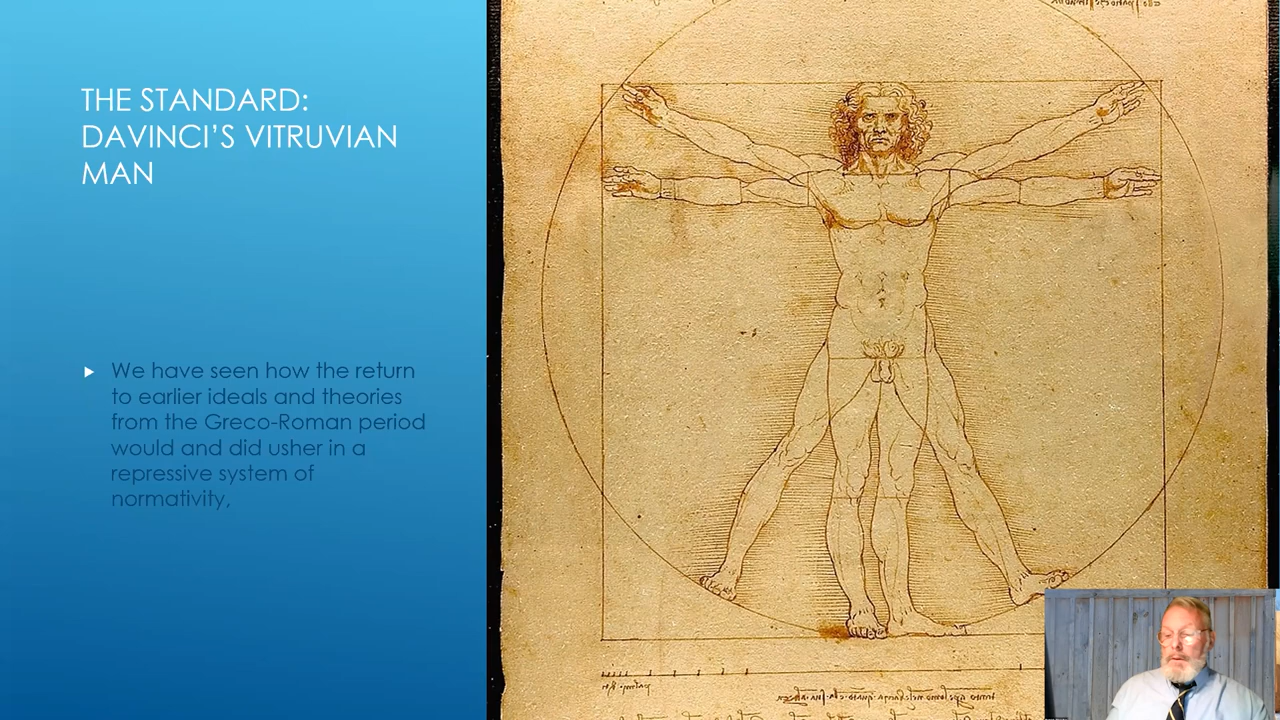 THE STANDARD:
DAVINCI'S VITRUVIAN
MAN
We have seen how the return
to earlier ideals and theories
from the Greco-Roman period
would and did usher in a
repressive system of
normativity,